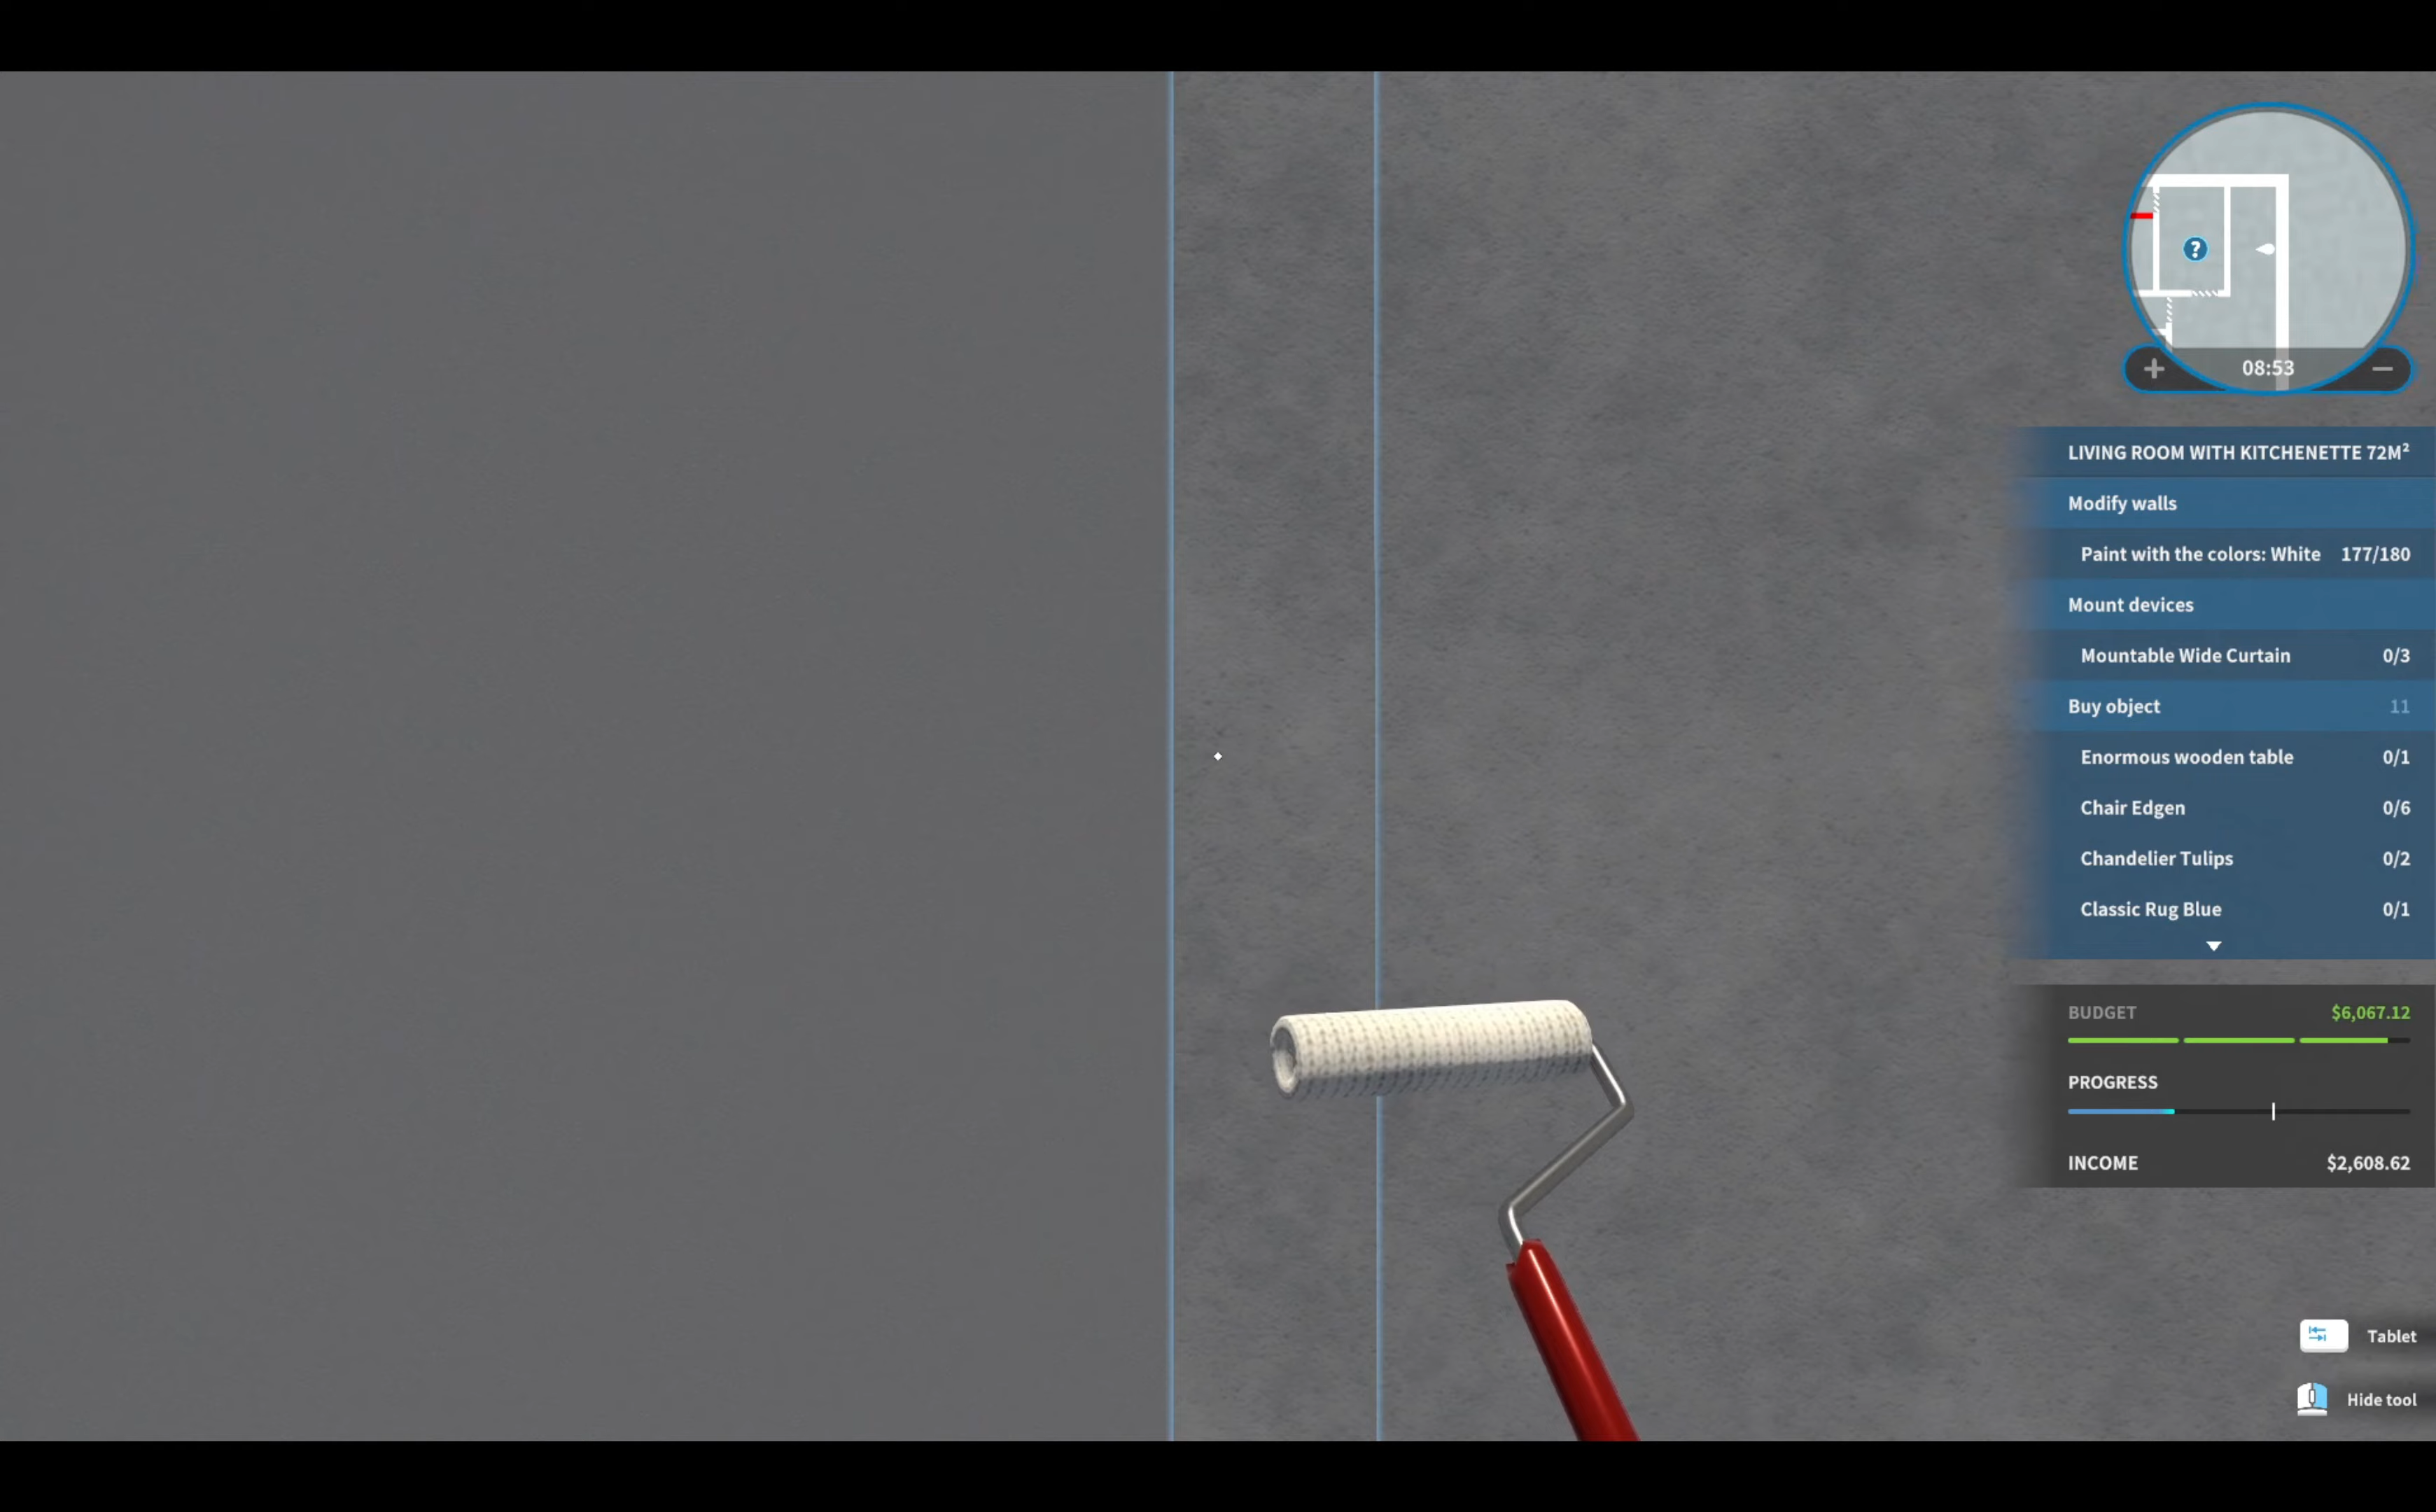 ?
+ 08:53 −
LIVING ROOM WITH KITCHENETTE 72M²
Modify walls
Paint with the colors: White 177/180
Mount devices
Mountable Wide Curtain 0/3
Buy object 11
Enormous wooden table 0/1
Chair Edgen 0/6
Chandelier Tulips 0/2
Classic Rug Blue 0/1
BUDGET $6,067.12
PROGRESS
INCOME $2,608.62
Tablet
Hide tool